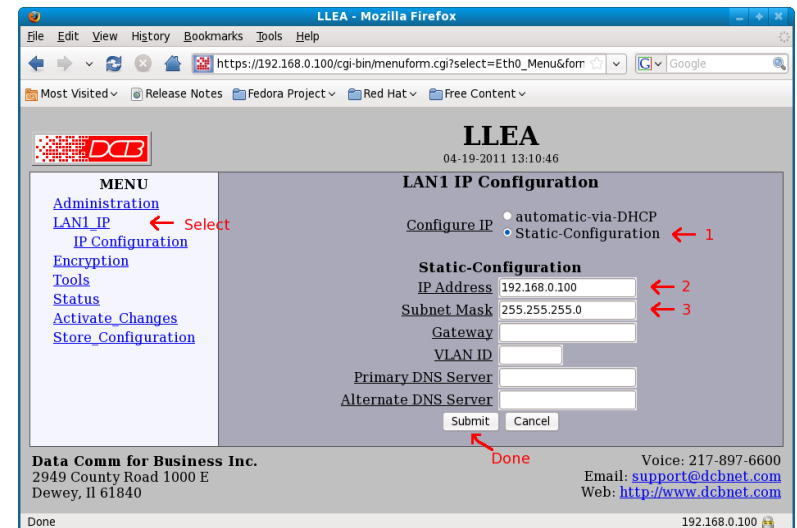 LLEA - Mozilla Firefox
File Edit View History Bookmarks Tools Help
https://192.168.0.100/cgi-bin/menuform.cgi?select=Eth0_Menu&form
G Google
Most Visited Release Notes Fedora Project Red Hat Free Content
DCB
LLEA
04-19-2011 13:10:46
MENU
Administration
LAN1_IP
Select
IP Configuration
Encryption
Tools
Status
Activate_Changes
Store_Configuration
LAN1 IP Configuration
Configure IP
automatic-via-DHCP
Static-Configuration 1
Static-Configuration
IP Address 192.168.0.100 2
Subnet Mask 255.255.255.0 3
Gateway
VLAN ID
Primary DNS Server
Alternate DNS Server
Submit Cancel
Done
Data Comm for Business Inc.
2949 County Road 1000 E
Dewey, Il 61840
Voice: 217-897-6600
Email: support@dcbnet.com
Web: http://www.dcbnet.com
Done 192.168.0.100